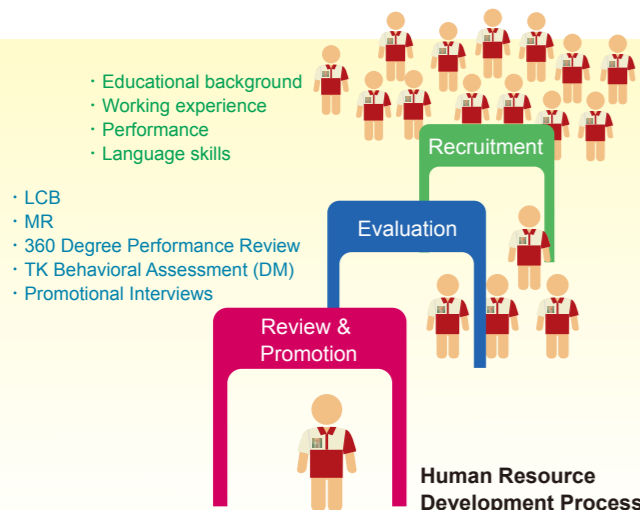 ・Educational background
・Working experience
・Performance
・Language skills
Recruitment
・LCB
・MR
・360 Degree Performance Review
・TK Behavioral Assessment (DM)
・Promotional Interviews
Evaluation
Review &
Promotion
Human Resource
Development Process